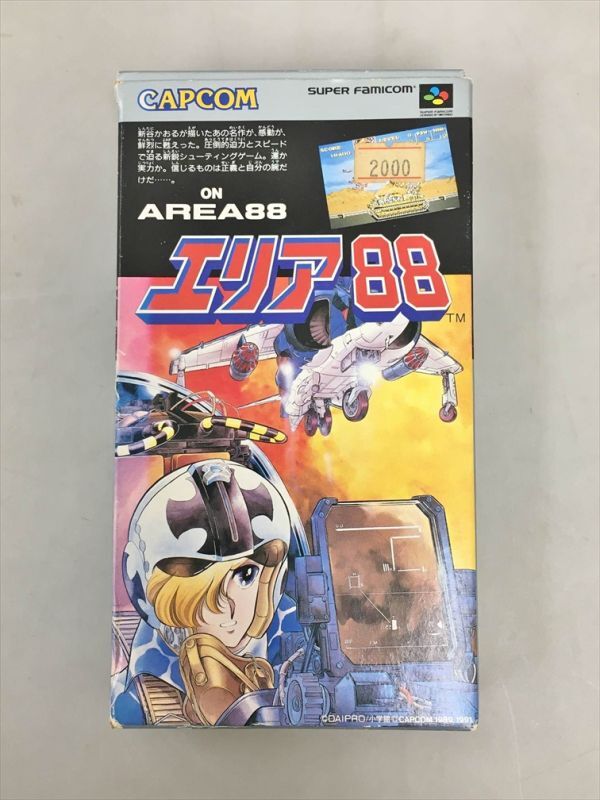 CAPCOM
SUPER FAMICOM
新谷かおるが描いたあの名作が、感動が、
鮮烈に甦えった。圧倒的迫力とスピード
で迫る新鋭シューティングゲーム。運か
実力か。信じるものは正義と自分の腕だ
けだ……。
SCORE
2000
ON
AREA88
エリア88
TM
©DAIPRO/小学館©CAPCOM 1989, 1991